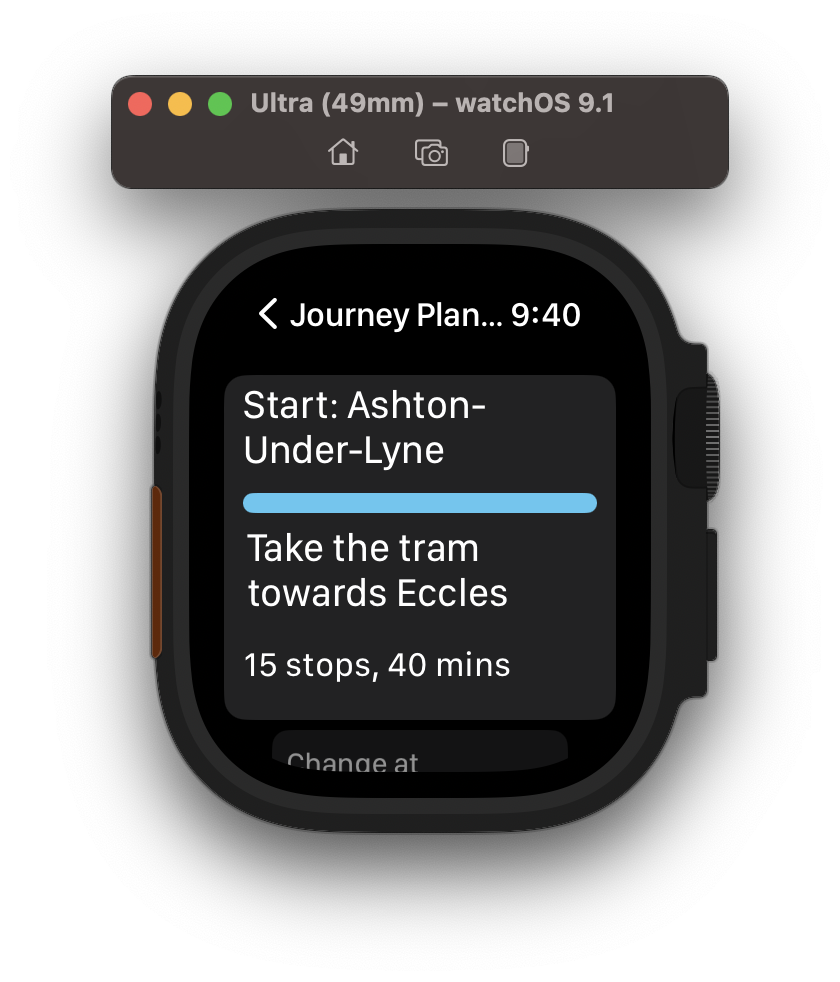 Ultra (49mm) – watchOS 9.1
Journey Plan... 9:40
Start: Ashton-
Under-Lyne
Take the tram
towards Eccles
15 stops, 40 mins
Change at